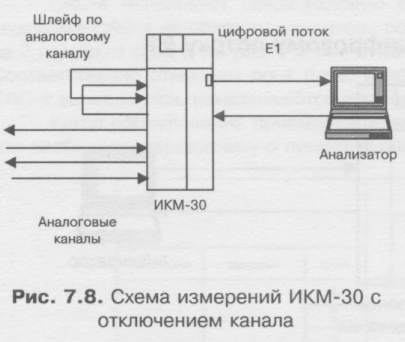 Шлейф по
аналоговому
каналу
цифровой поток
E1
Анализатор
ИКМ-30
Аналоговые
каналы
Рис. 7.8. Схема измерений ИКМ-30 с
отключением канала